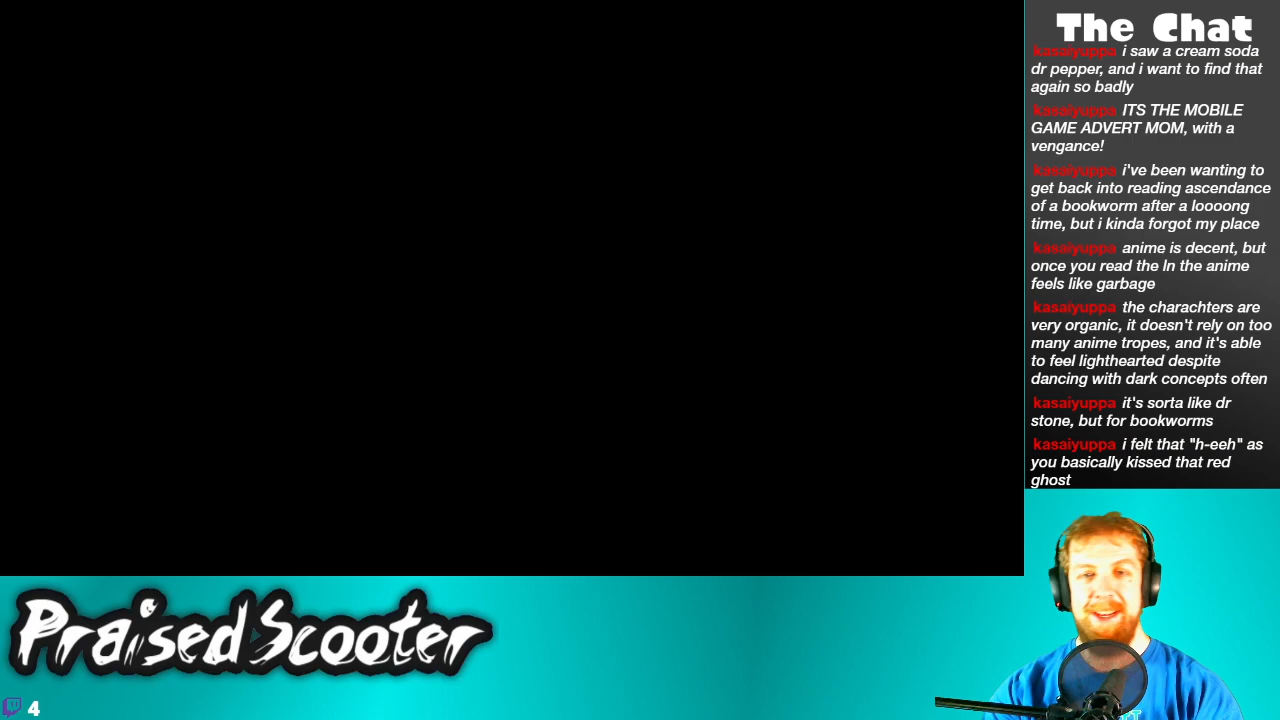 The Chat
kasaiyuppa i saw a cream soda
dr pepper, and i want to find that
again so badly
kasaiyuppa ITS THE MOBILE
GAME ADVERT MOM, with a
vengance!
kasaiyuppa i've been wanting to
get back into reading ascendance
of a bookworm after a loooong
time, but i kinda forgot my place
kasaiyuppa anime is decent, but
once you read the ln the anime
feels like garbage
kasaiyuppa the charachters are
very organic, it doesn't rely on too
many anime tropes, and it's able
to feel lighthearted despite
dancing with dark concepts often
kasaiyuppa it's sorta like dr
stone, but for bookworms
kasaiyuppa i felt that "h-eeh" as
you basically kissed that red
ghost
PraisedScooter
4